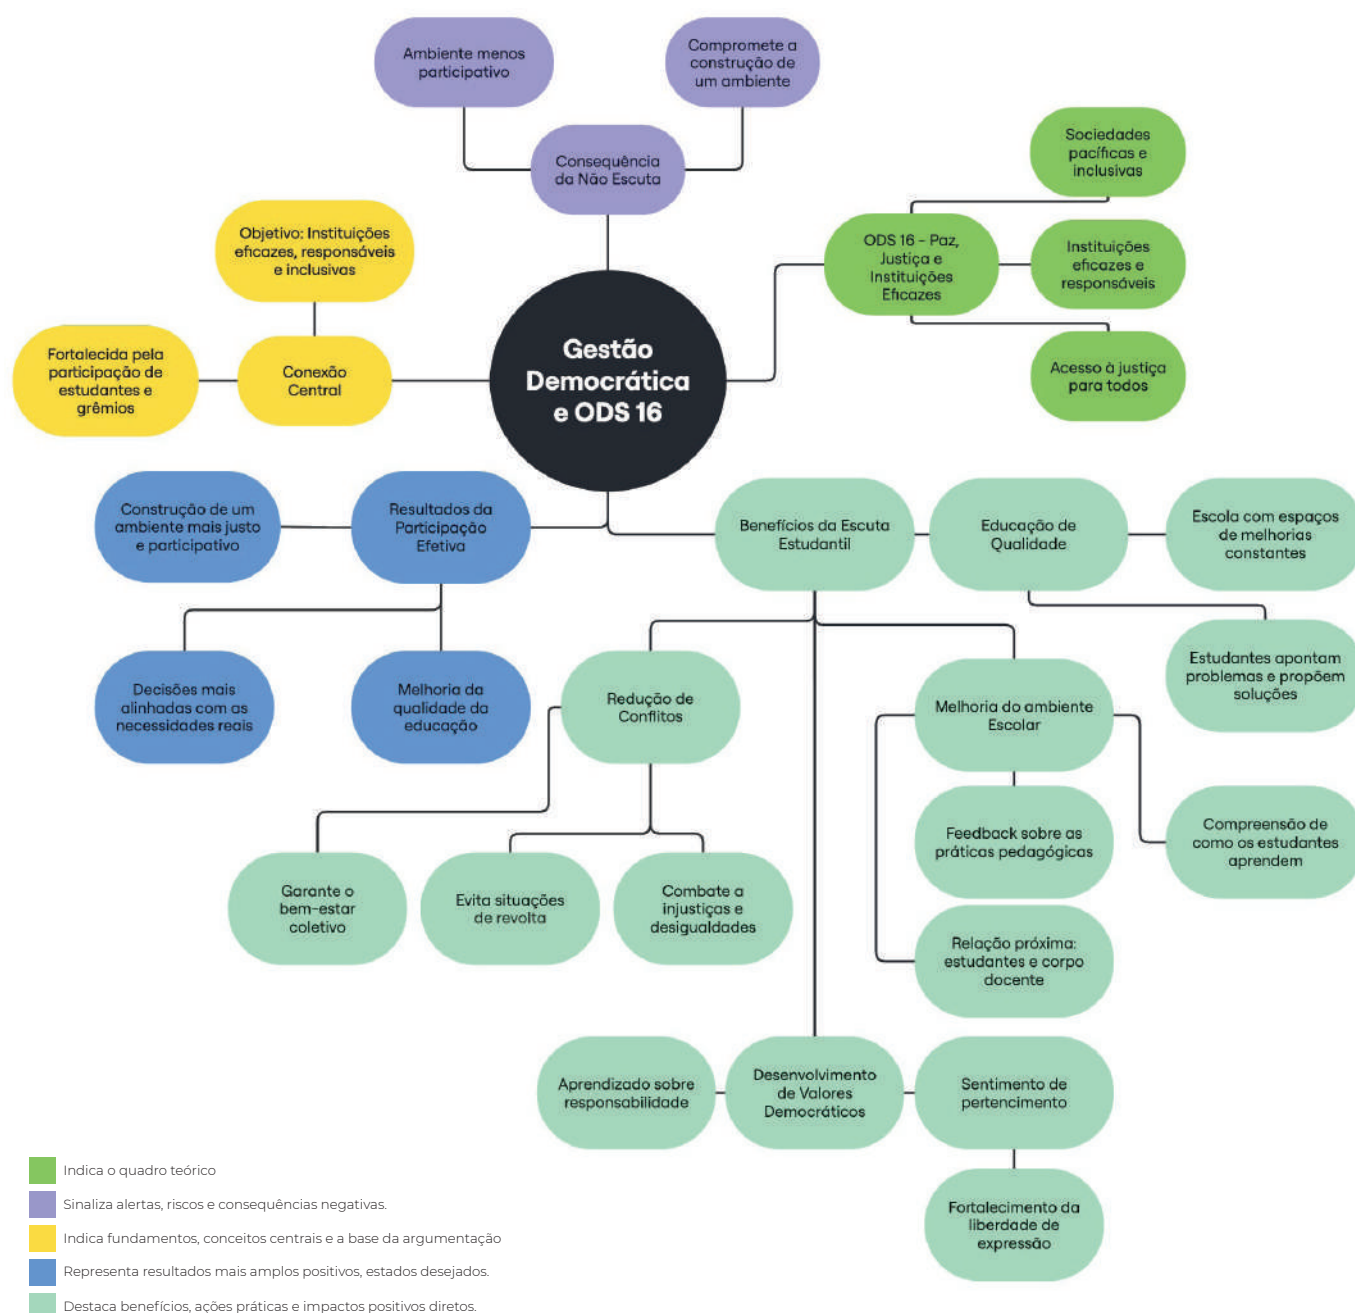 Ambiente menos
participativo
Compromete a
construção de
um ambiente
Consequência
da Não Escuta
Sociedades
pacíficas e
inclusivas
Objetivo: Instituições
eficazes, responsáveis
e inclusivas
ODS 16 - Paz,
Justiça e
Instituições
Eficazes
Instituições
eficazes e
responsáveis
Acesso à justiça
para todos
Fortalecida pela
participação de
estudantes e
grêmios
Conexão
Central
Gestão
Democrática
e ODS 16
Construção de um
ambiente mais justo
e participativo
Resultados da
Participação
Efetiva
Benefícios da Escuta
Estudantil
Educação de
Qualidade
Escola com espaços
de melhorias
constantes
Decisões mais
alinhadas com as
necessidades reais
Melhoria da
qualidade da
educação
Redução de
Conflitos
Melhoria do ambiente
Escolar
Estudantes apontam
problemas e propõem
soluções
Feedback sobre as
práticas pedagógicas
Compreensão de
como os estudantes
aprendem
Garante o
bem-estar
coletivo
Evita situações
de revolta
Combate a
injustiças e
desigualdades
Relação próxima:
estudantes e corpo
docente
Aprendizado sobre
responsabilidade
Desenvolvimento
de Valores
Democráticos
Sentimento de
pertencimento
Fortalecimento da
liberdade de
expressão
Indica o quadro teórico
Sinaliza alertas, riscos e consequências negativas.
Indica fundamentos, conceitos centrais e a base da argumentação
Representa resultados mais amplos positivos, estados desejados.
Destaca benefícios, ações práticas e impactos positivos diretos.